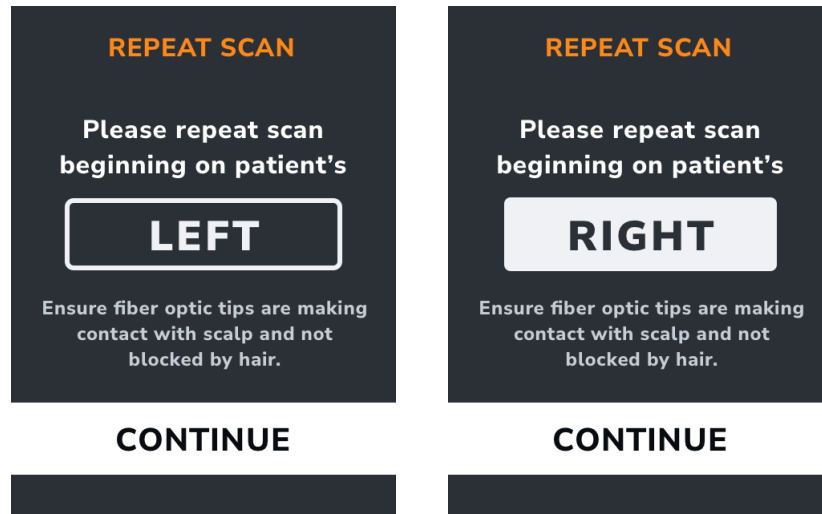 REPEAT SCAN
Please repeat scan
beginning on patient’s
LEFT
Ensure fiber optic tips are making
contact with scalp and not
blocked by hair.
CONTINUE
REPEAT SCAN
Please repeat scan
beginning on patient’s
RIGHT
Ensure fiber optic tips are making
contact with scalp and not
blocked by hair.
CONTINUE